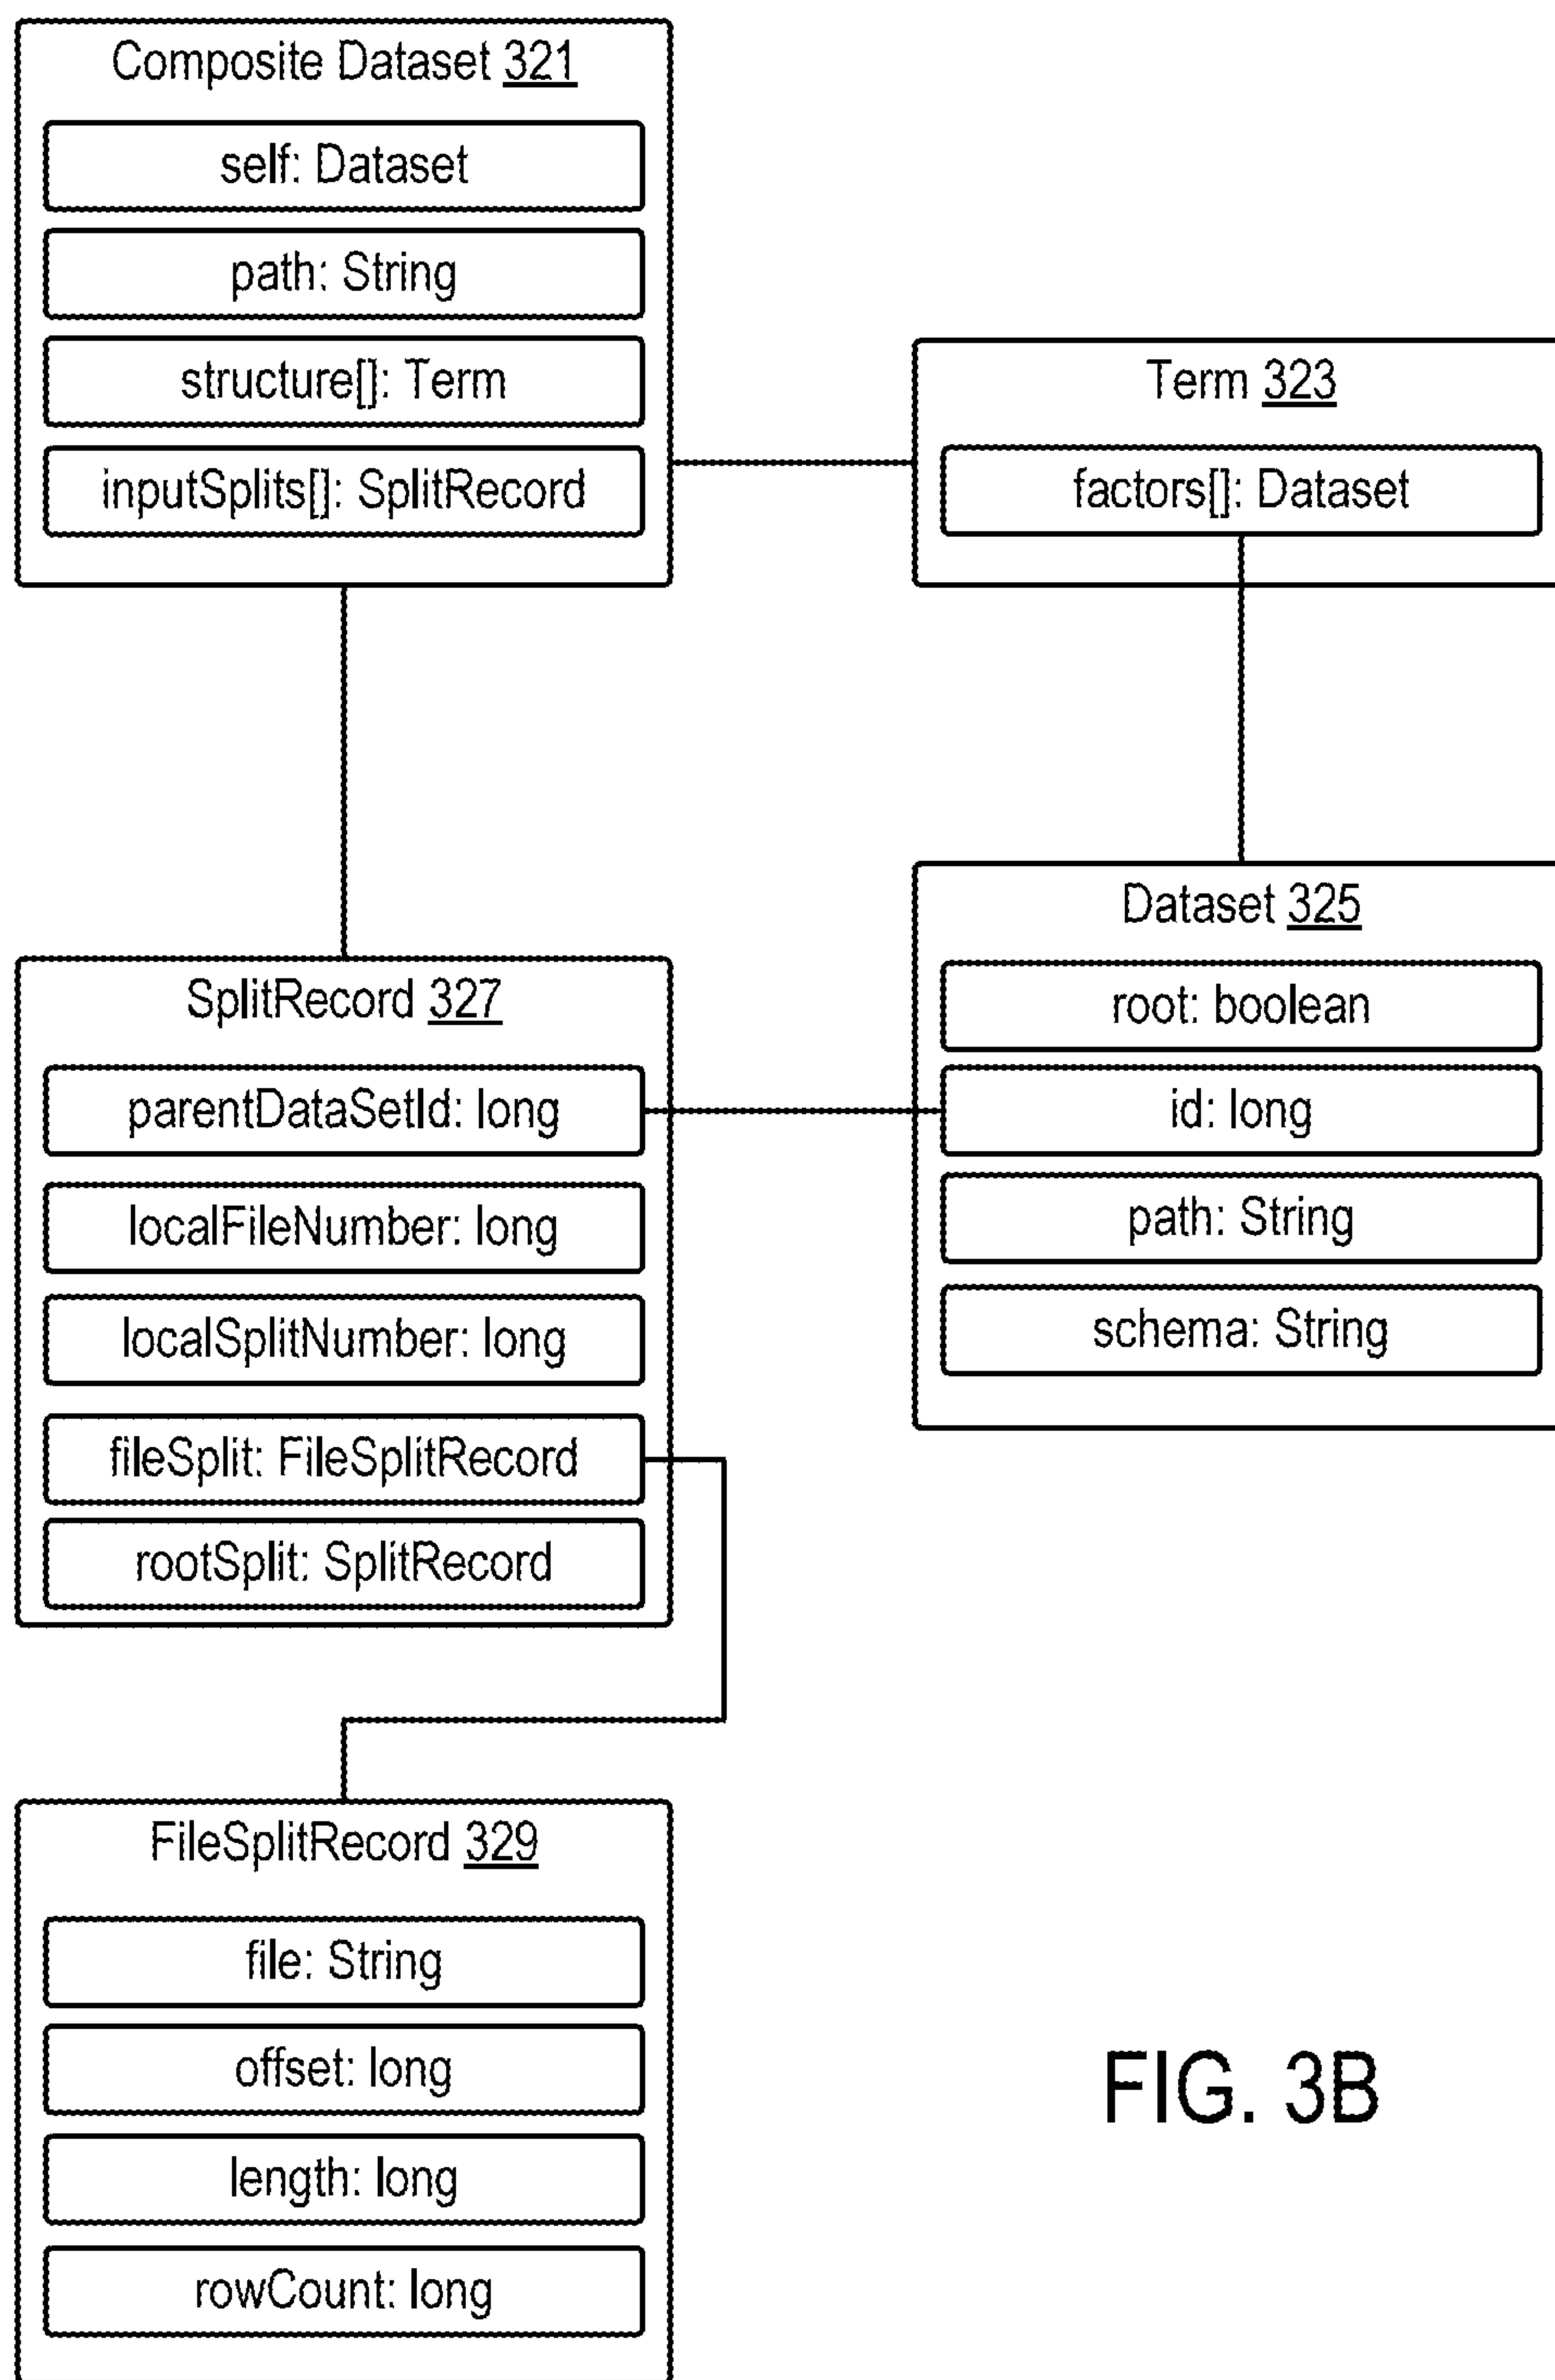 Composite Dataset 321
self: Dataset
path: String
structure[]: Term
inputSplits[]: SplitRecord
Term 323
factors[]: Dataset
Dataset 325
root: boolean
id: long
path: String
schema: String
SplitRecord 327
parentDataSetId: long
localFileNumber: long
localSplitNumber: long
fileSplit: FileSplitRecord
rootSplit: SplitRecord
FileSplitRecord 329
file: String
offset: long
length: long
rowCount: long
FIG. 3B